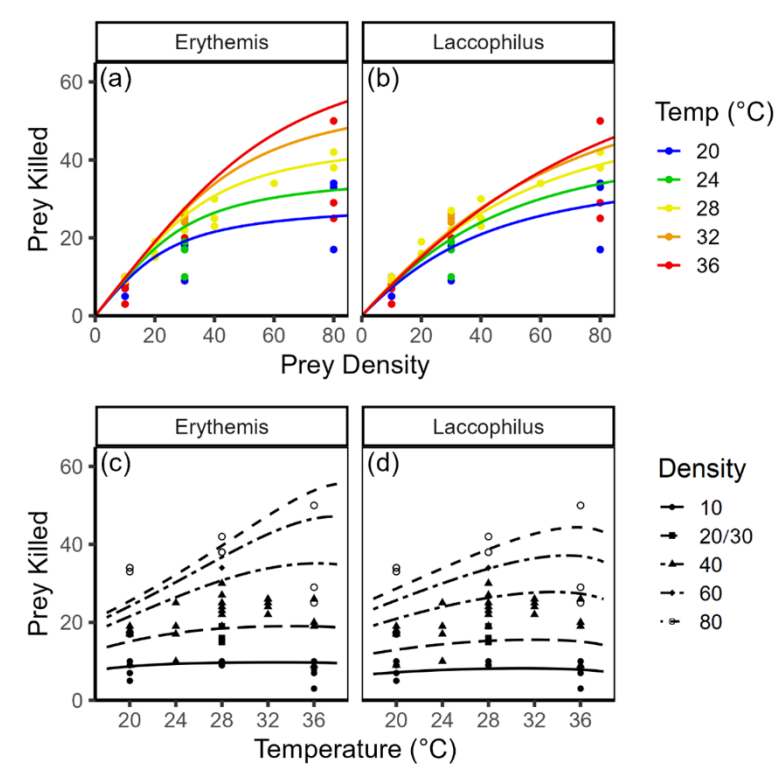 Erythemis Laccophilus
(a) (b)
60
40
20
0
Prey Killed
0 20 40 60 80 0 20 40 60 80
Prey Density
Temp (°C)
20
24
28
32
36
Erythemis Laccophilus
(c) (d)
60
40
20
0
Prey Killed
20 24 28 32 36 20 24 28 32 36
Temperature (°C)
Density
10
20/30
40
60
80